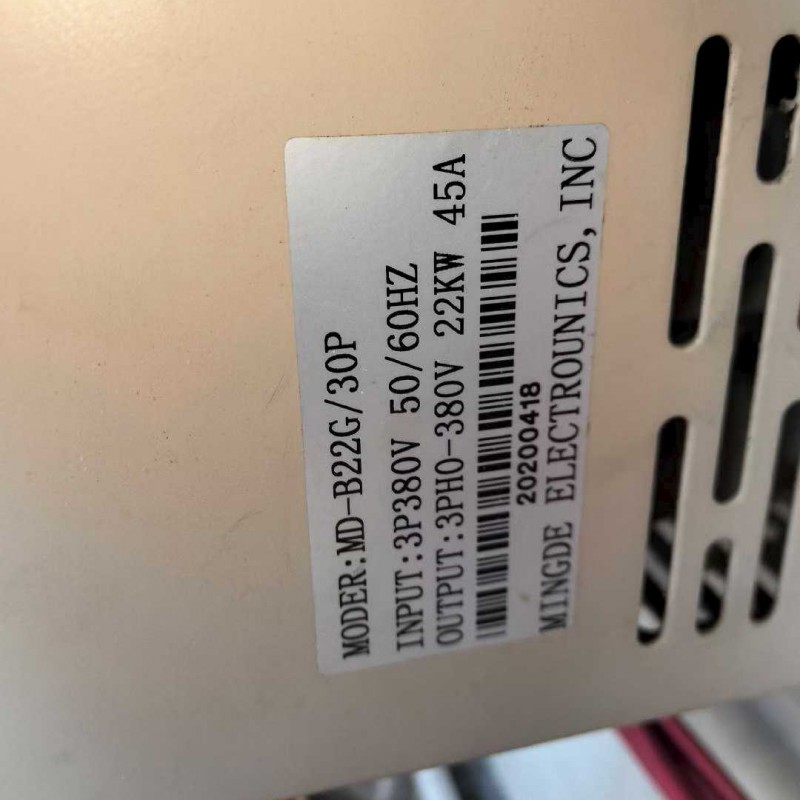 MODER:MD-B22G/30P
INPUT:3P380V 50/60HZ
OUTPUT:3PH0-380V 22KW 45A
20200418
MINGDE ELECTROUNICS, INC